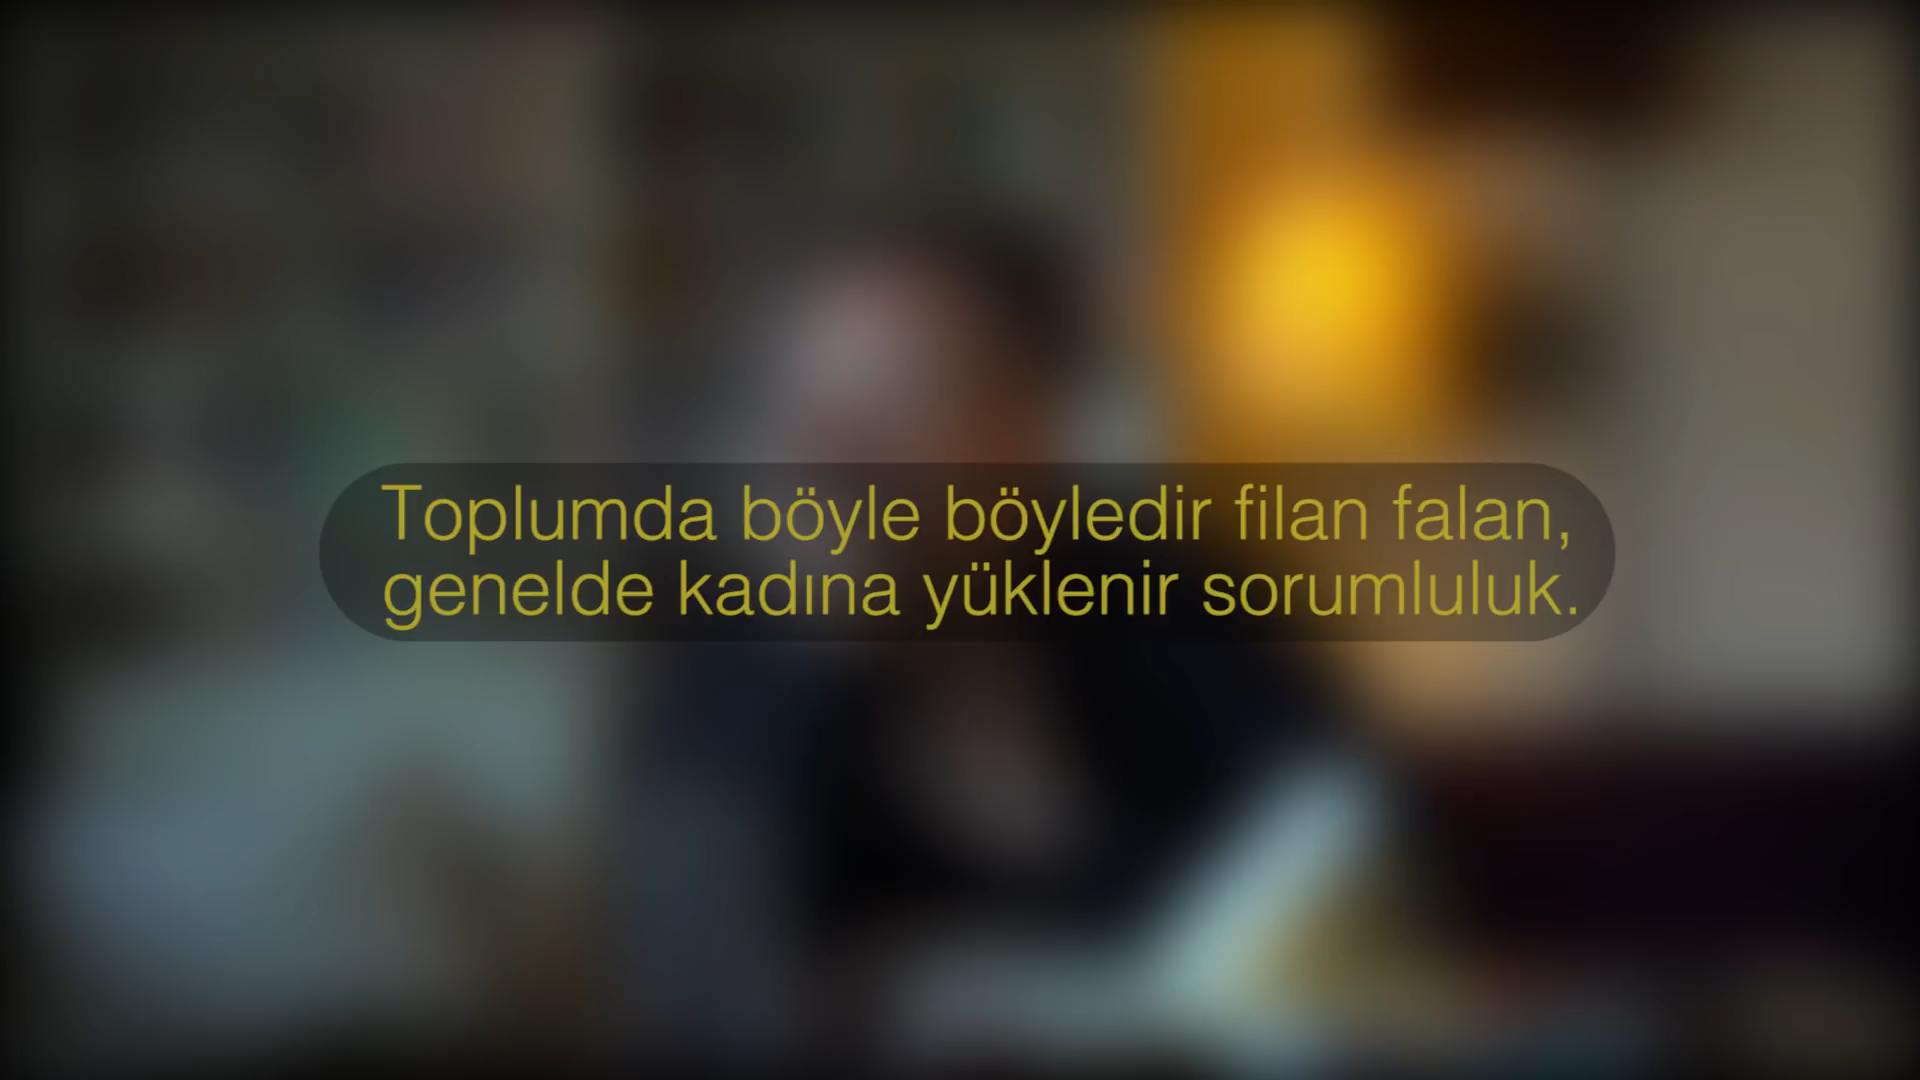 Toplumda böyle böyledir filan falan,
genelde kadına yüklenir sorumluluk.